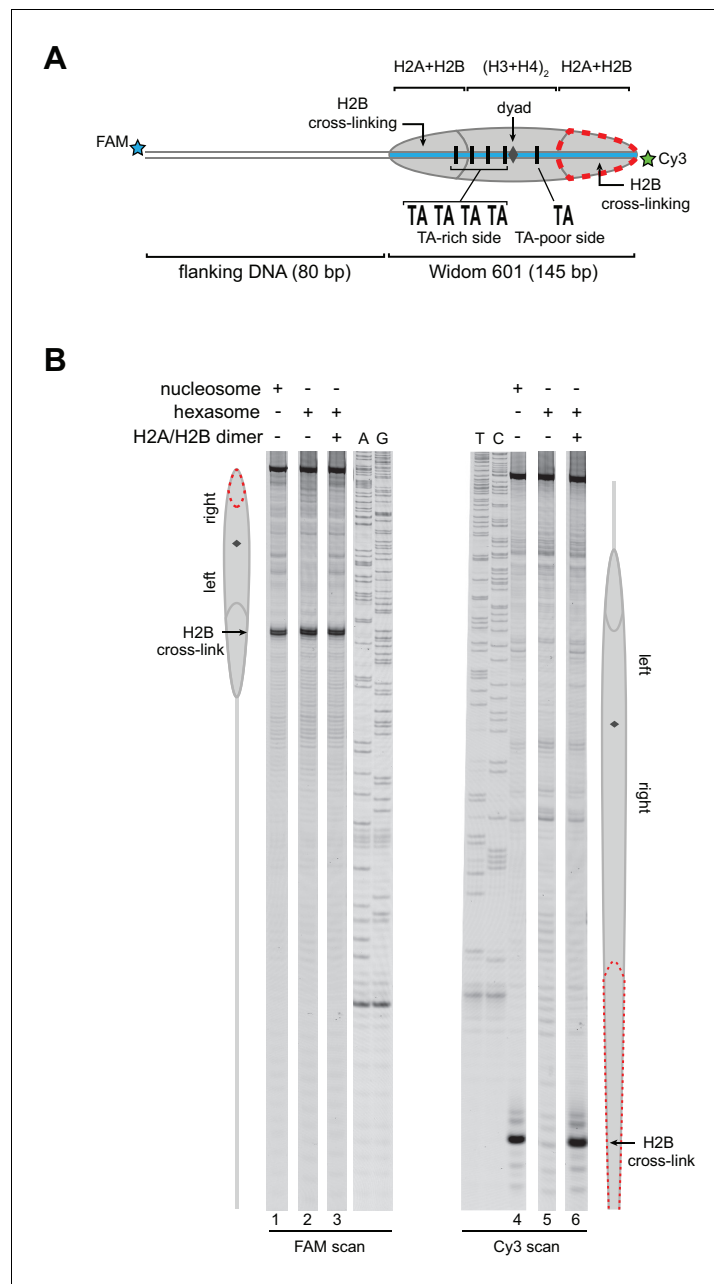 A
H2A+H2B (H3+H4)2 H2A+H2B
H2B
cross-linking
dyad
FAM
Cy3
H2B
cross-linking
TA TA TA TA TA
TA-rich side TA-poor side
flanking DNA (80 bp) Widom 601 (145 bp)
B
nucleosome + - - + - -
hexasome - + + - + +
H2A/H2B dimer - - + A G T C - - +
right
left
H2B
cross-link
left
right
H2B
cross-link
1 2 3 4 5 6
FAM scan Cy3 scan